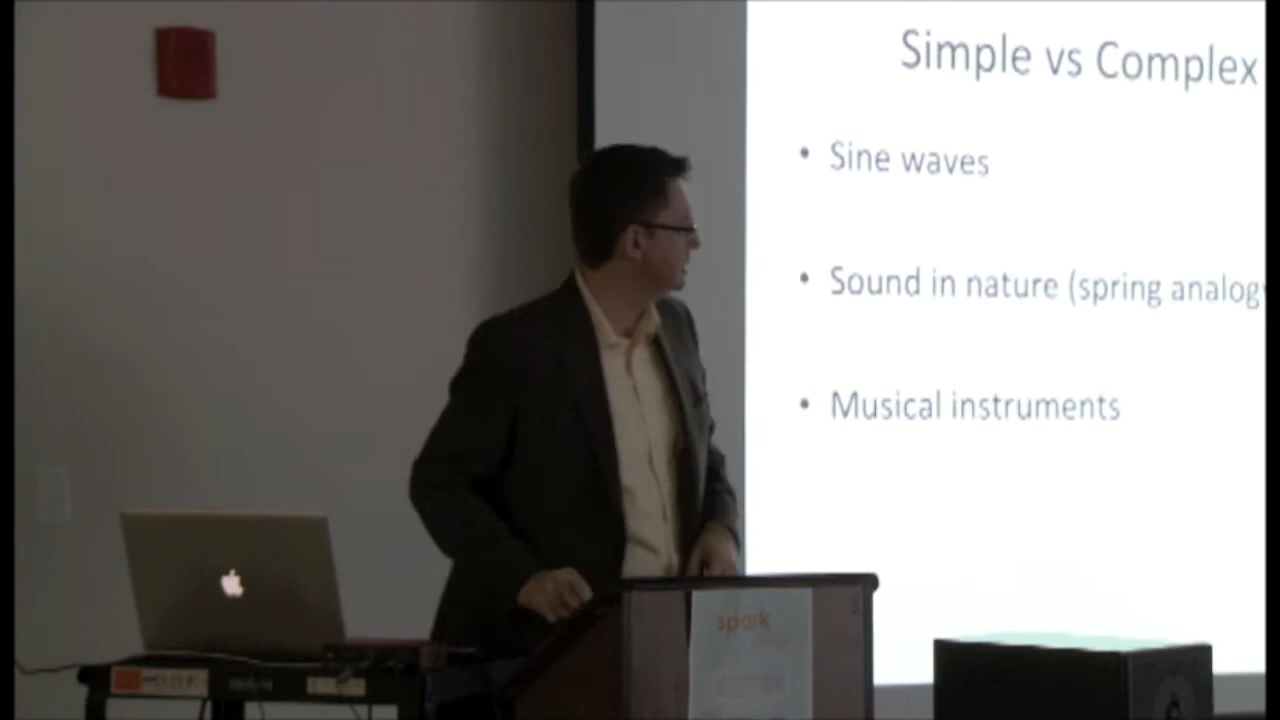 Simple vs Complex
• Sine waves
• Sound in nature (spring analog
• Musical instruments
spark